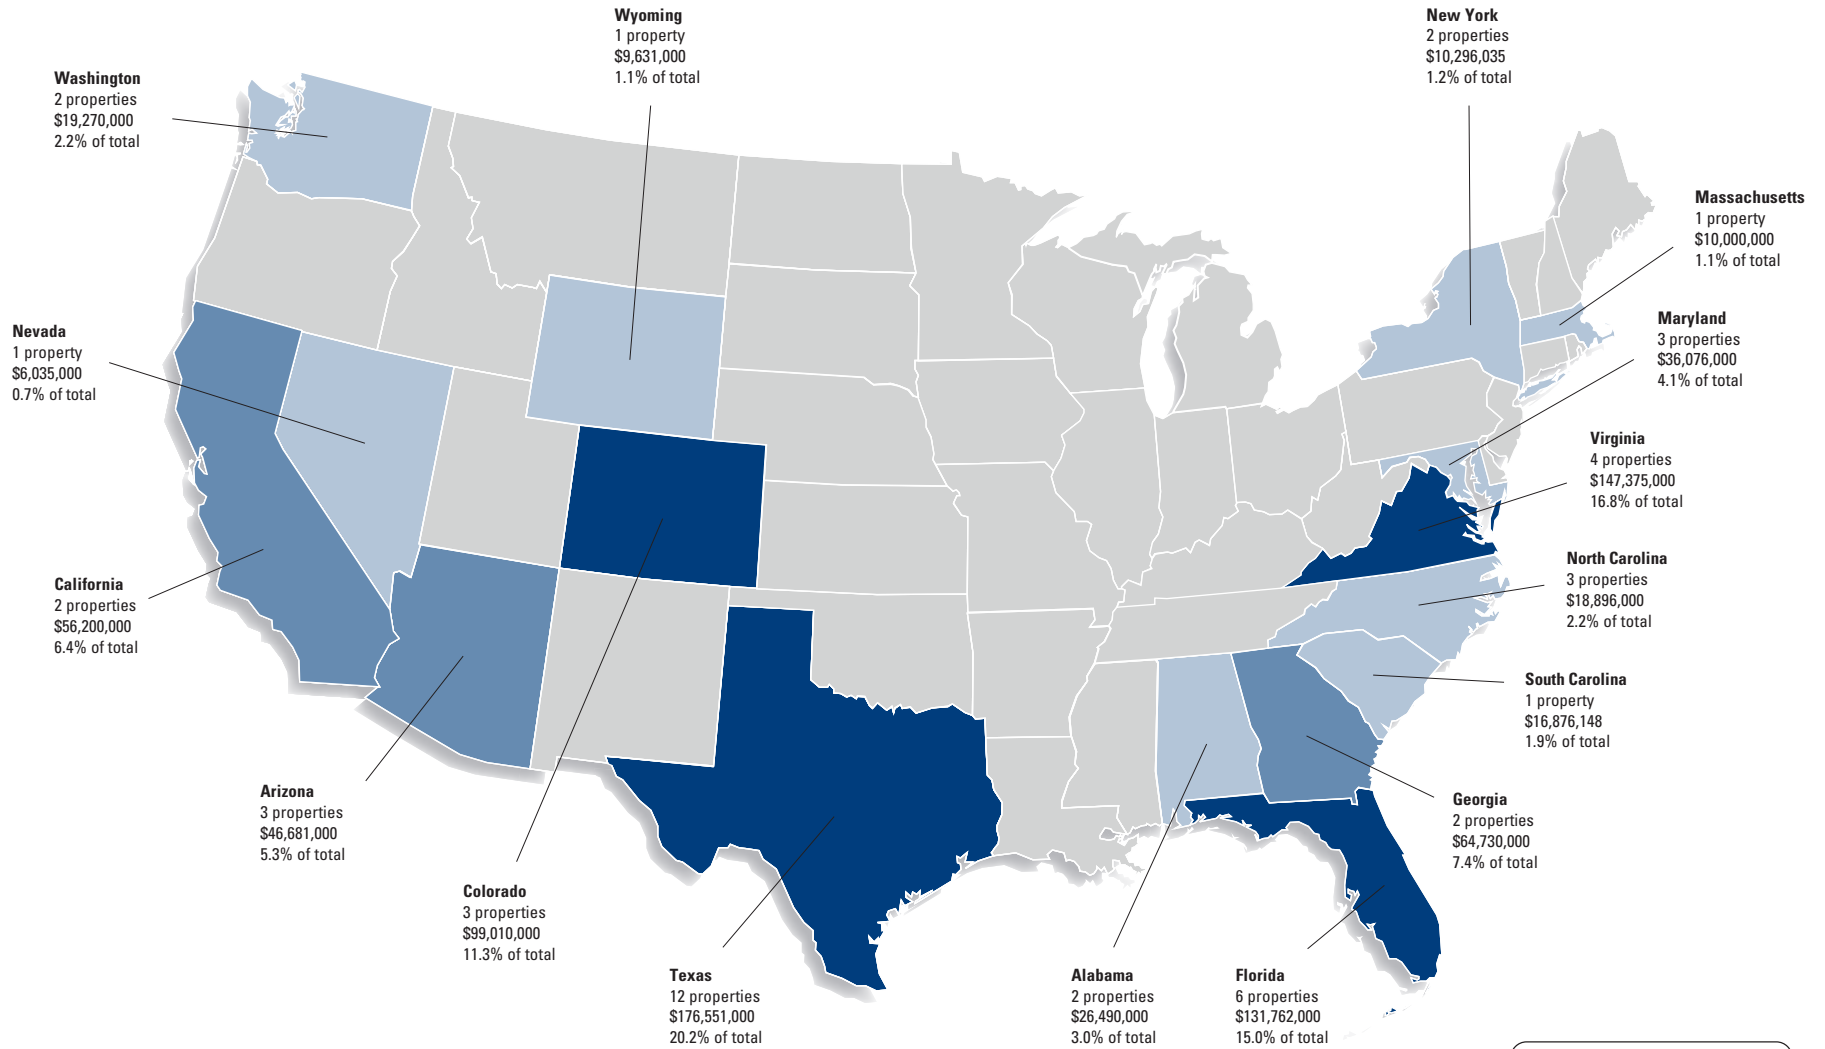 Wyoming
1 property
$9,631,000
1.1% of total
New York
2 properties
$10,296,035
1.2% of total
Washington
2 properties
$19,270,000
2.2% of total
Massachusetts
1 property
$10,000,000
1.1% of total
Maryland
3 properties
$36,076,000
4.1% of total
Nevada
1 property
$6,035,000
0.7% of total
Virginia
4 properties
$147,375,000
16.8% of total
North Carolina
3 properties
$18,896,000
2.2% of total
California
2 properties
$56,200,000
6.4% of total
South Carolina
1 property
$16,876,148
1.9% of total
Arizona
3 properties
$46,681,000
5.3% of total
Georgia
2 properties
$64,730,000
7.4% of total
Colorado
3 properties
$99,010,000
11.3% of total
Texas
12 properties
$176,551,000
20.2% of total
Alabama
2 properties
$26,490,000
3.0% of total
Florida
6 properties
$131,762,000
15.0% of total